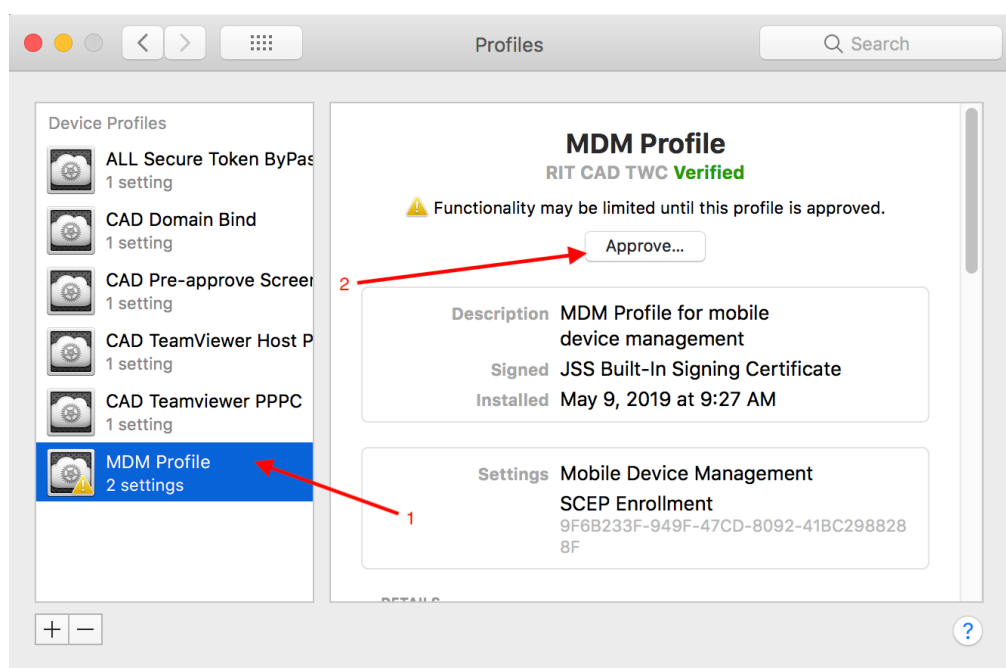 Profiles
Search
Device Profiles
ALL Secure Token ByPas
1 setting
CAD Domain Bind
1 setting
CAD Pre-approve Screen
1 setting
CAD TeamViewer Host P
1 setting
CAD Teamviewer PPPC
1 setting
MDM Profile
2 settings
MDM Profile
RIT CAD TWC Verified
Functionality may be limited until this profile is approved.
Approve...
2
Description MDM Profile for mobile
device management
Signed JSS Built-In Signing Certificate
Installed May 9, 2019 at 9:27 AM
1
Settings Mobile Device Management
SCEP Enrollment
9F6B233F-949F-47CD-8092-41BC298828
8F
DETAILS
?